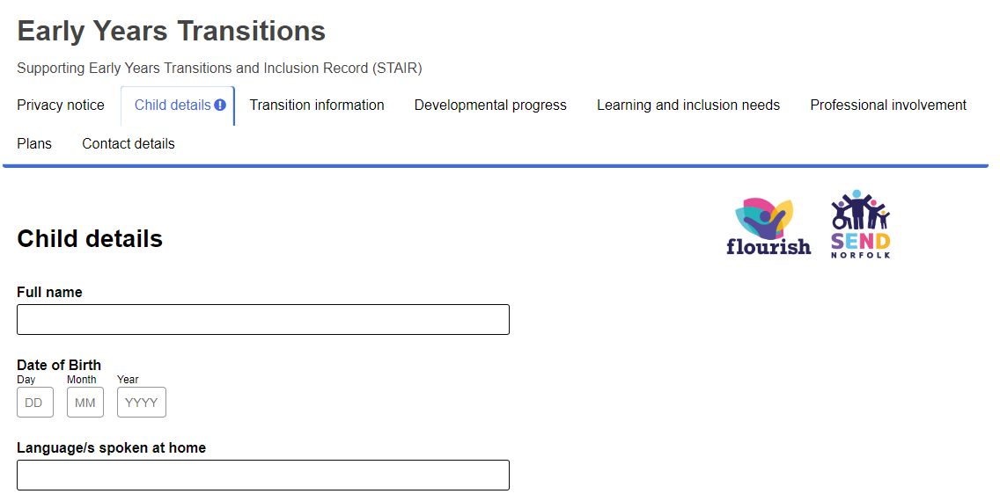 Early Years Transitions
Supporting Early Years Transitions and Inclusion Record (STAIR)
Privacy notice Child details Transition information Developmental progress Learning and inclusion needs Professional involvement
Plans Contact details
flourish
SEND
NORFOLK
Child details
Full name
Date of Birth
Day Month Year
DD MM YYYY
Language/s spoken at home